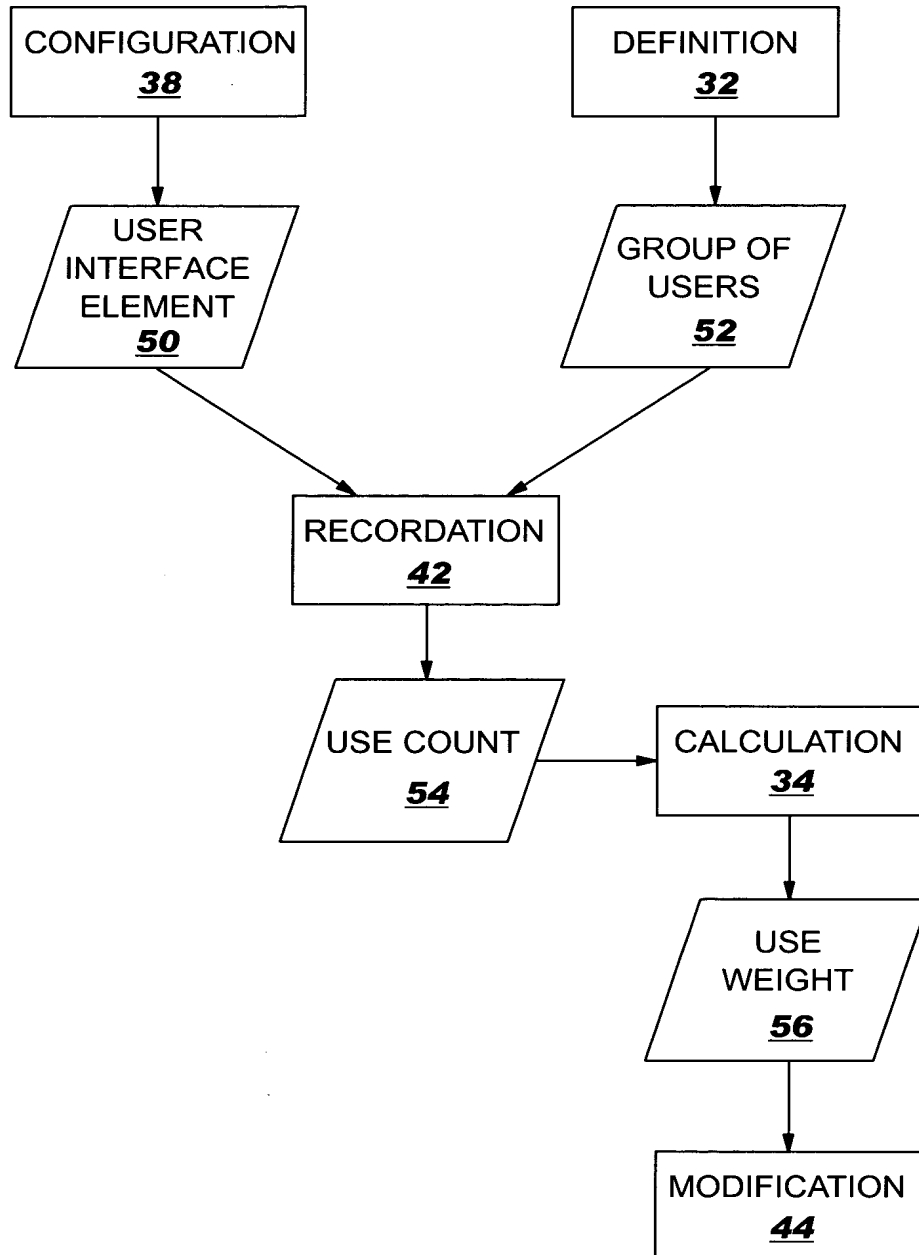 CONFIGURATION
38
DEFINITION
32
USER
INTERFACE
ELEMENT
50
GROUP OF
USERS
52
RECORDATION
42
USE COUNT
54
CALCULATION
34
USE
WEIGHT
56
MODIFICATION
44